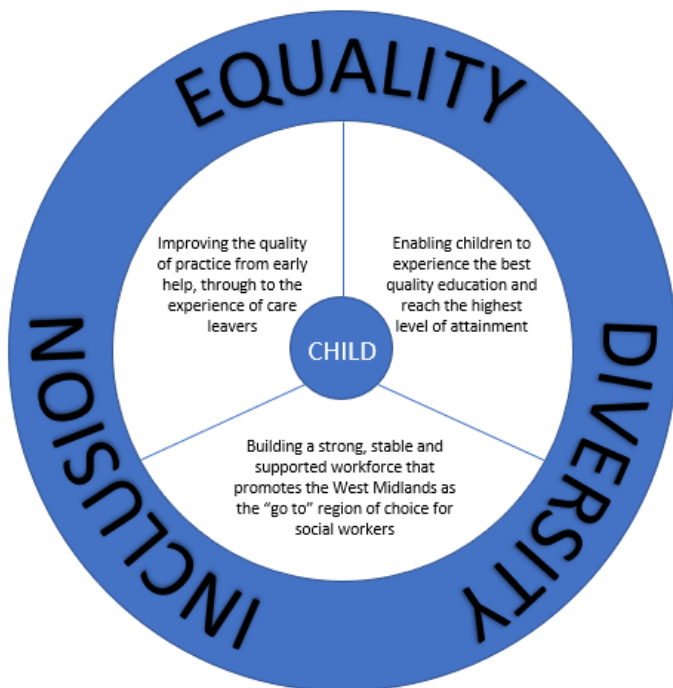 EQUALITY
Improving the quality
of practice from early
help, through to the
experience of care
leavers
Enabling children to
experience the best
quality education and
reach the highest
level of attainment
CHILD
INCLUSION
DIVERSITY
Building a strong, stable and
supported workforce that
promotes the West Midlands as
the “go to” region of choice for
social workers